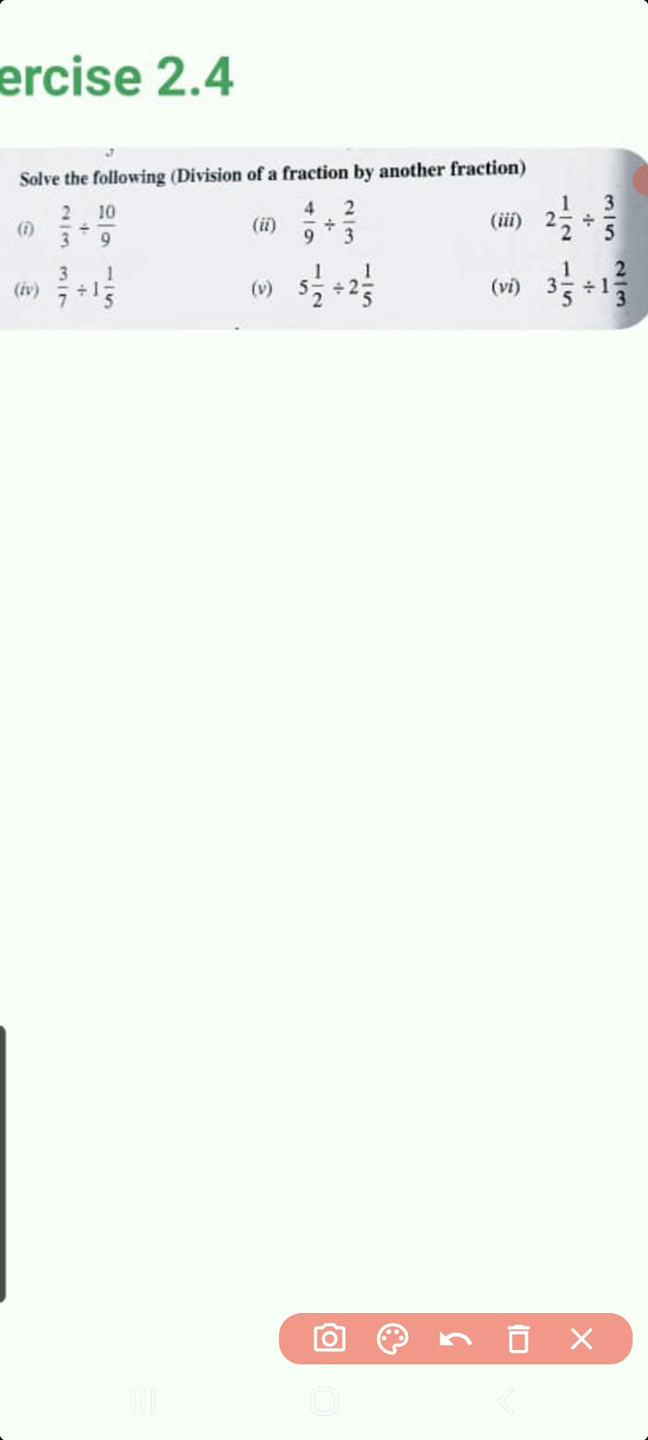 ercise 2.4
Solve the following (Division of a fraction by another fraction)
(i) 2/3 ÷ 10/9 (ii) 4/9 ÷ 2/3 (iii) 2 1/2 ÷ 3/5
(iv) 3/7 ÷ 1 1/5 (v) 5 1/2 ÷ 2 1/5 (vi) 3 1/5 ÷ 1 2/3